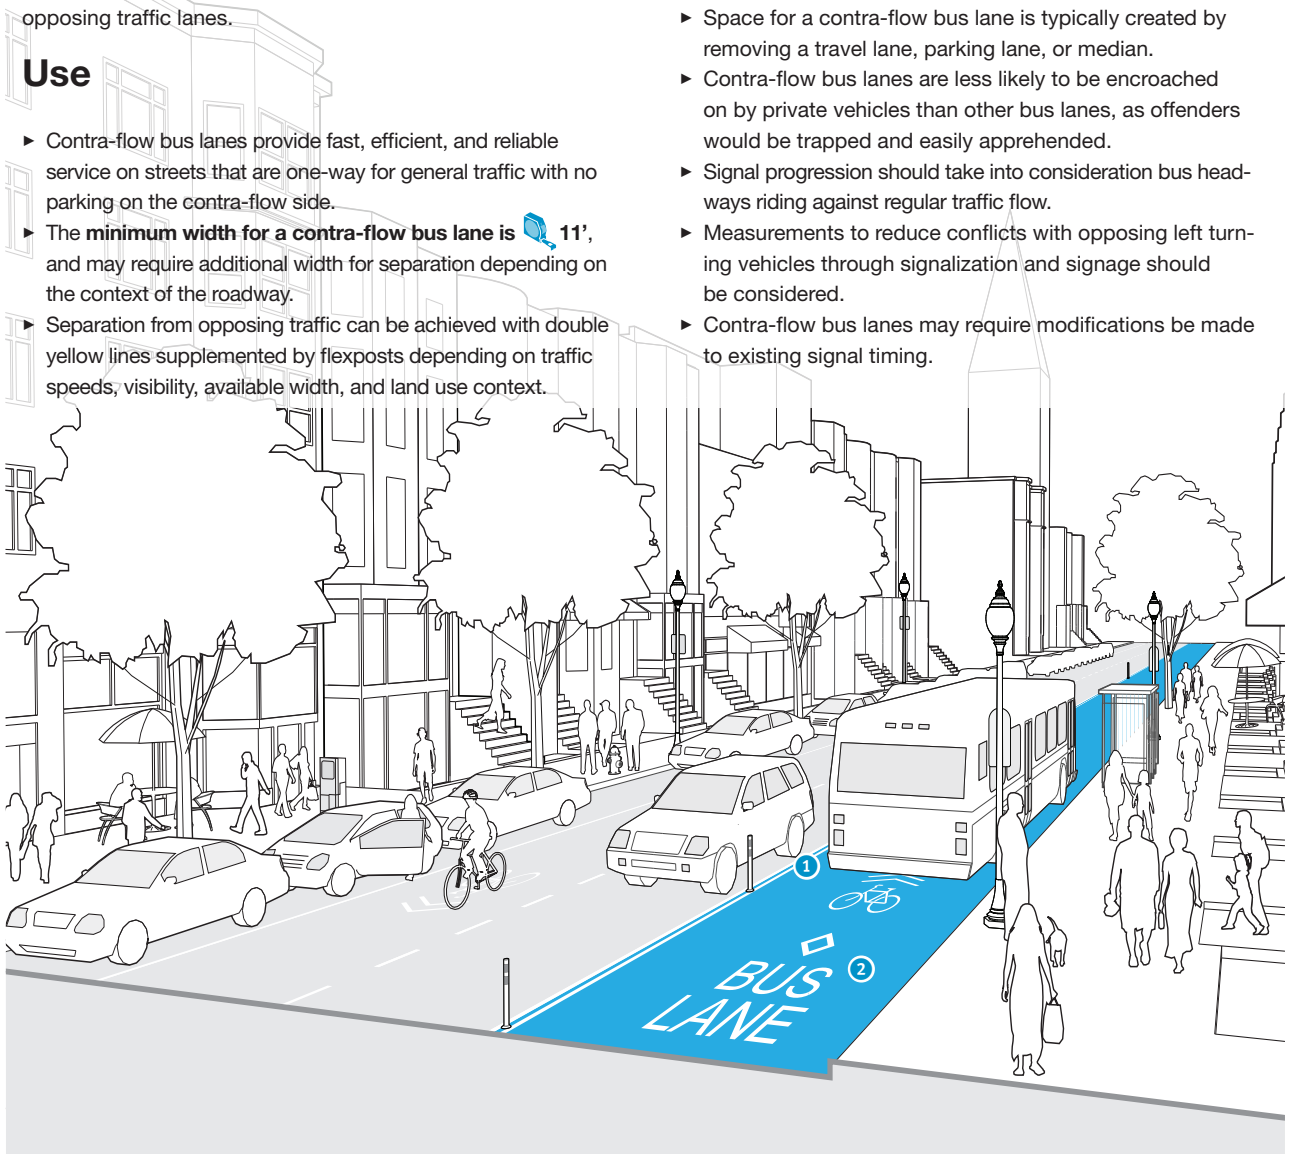 opposing traffic lanes.
Use
► Contra-flow bus lanes provide fast, efficient, and reliable
service on streets that are one-way for general traffic with no
parking on the contra-flow side.
► The minimum width for a contra-flow bus lane is 11’,
and may require additional width for separation depending on
the context of the roadway.
► Separation from opposing traffic can be achieved with double
yellow lines supplemented by flexposts depending on traffic
speeds, visibility, available width, and land use context.
► Space for a contra-flow bus lane is typically created by
removing a travel lane, parking lane, or median.
► Contra-flow bus lanes are less likely to be encroached
on by private vehicles than other bus lanes, as offenders
would be trapped and easily apprehended.
► Signal progression should take into consideration bus head-
ways riding against regular traffic flow.
► Measurements to reduce conflicts with opposing left turn-
ing vehicles through signalization and signage should
be considered.
► Contra-flow bus lanes may require modifications be made
to existing signal timing.
1
2
BUS
LANE